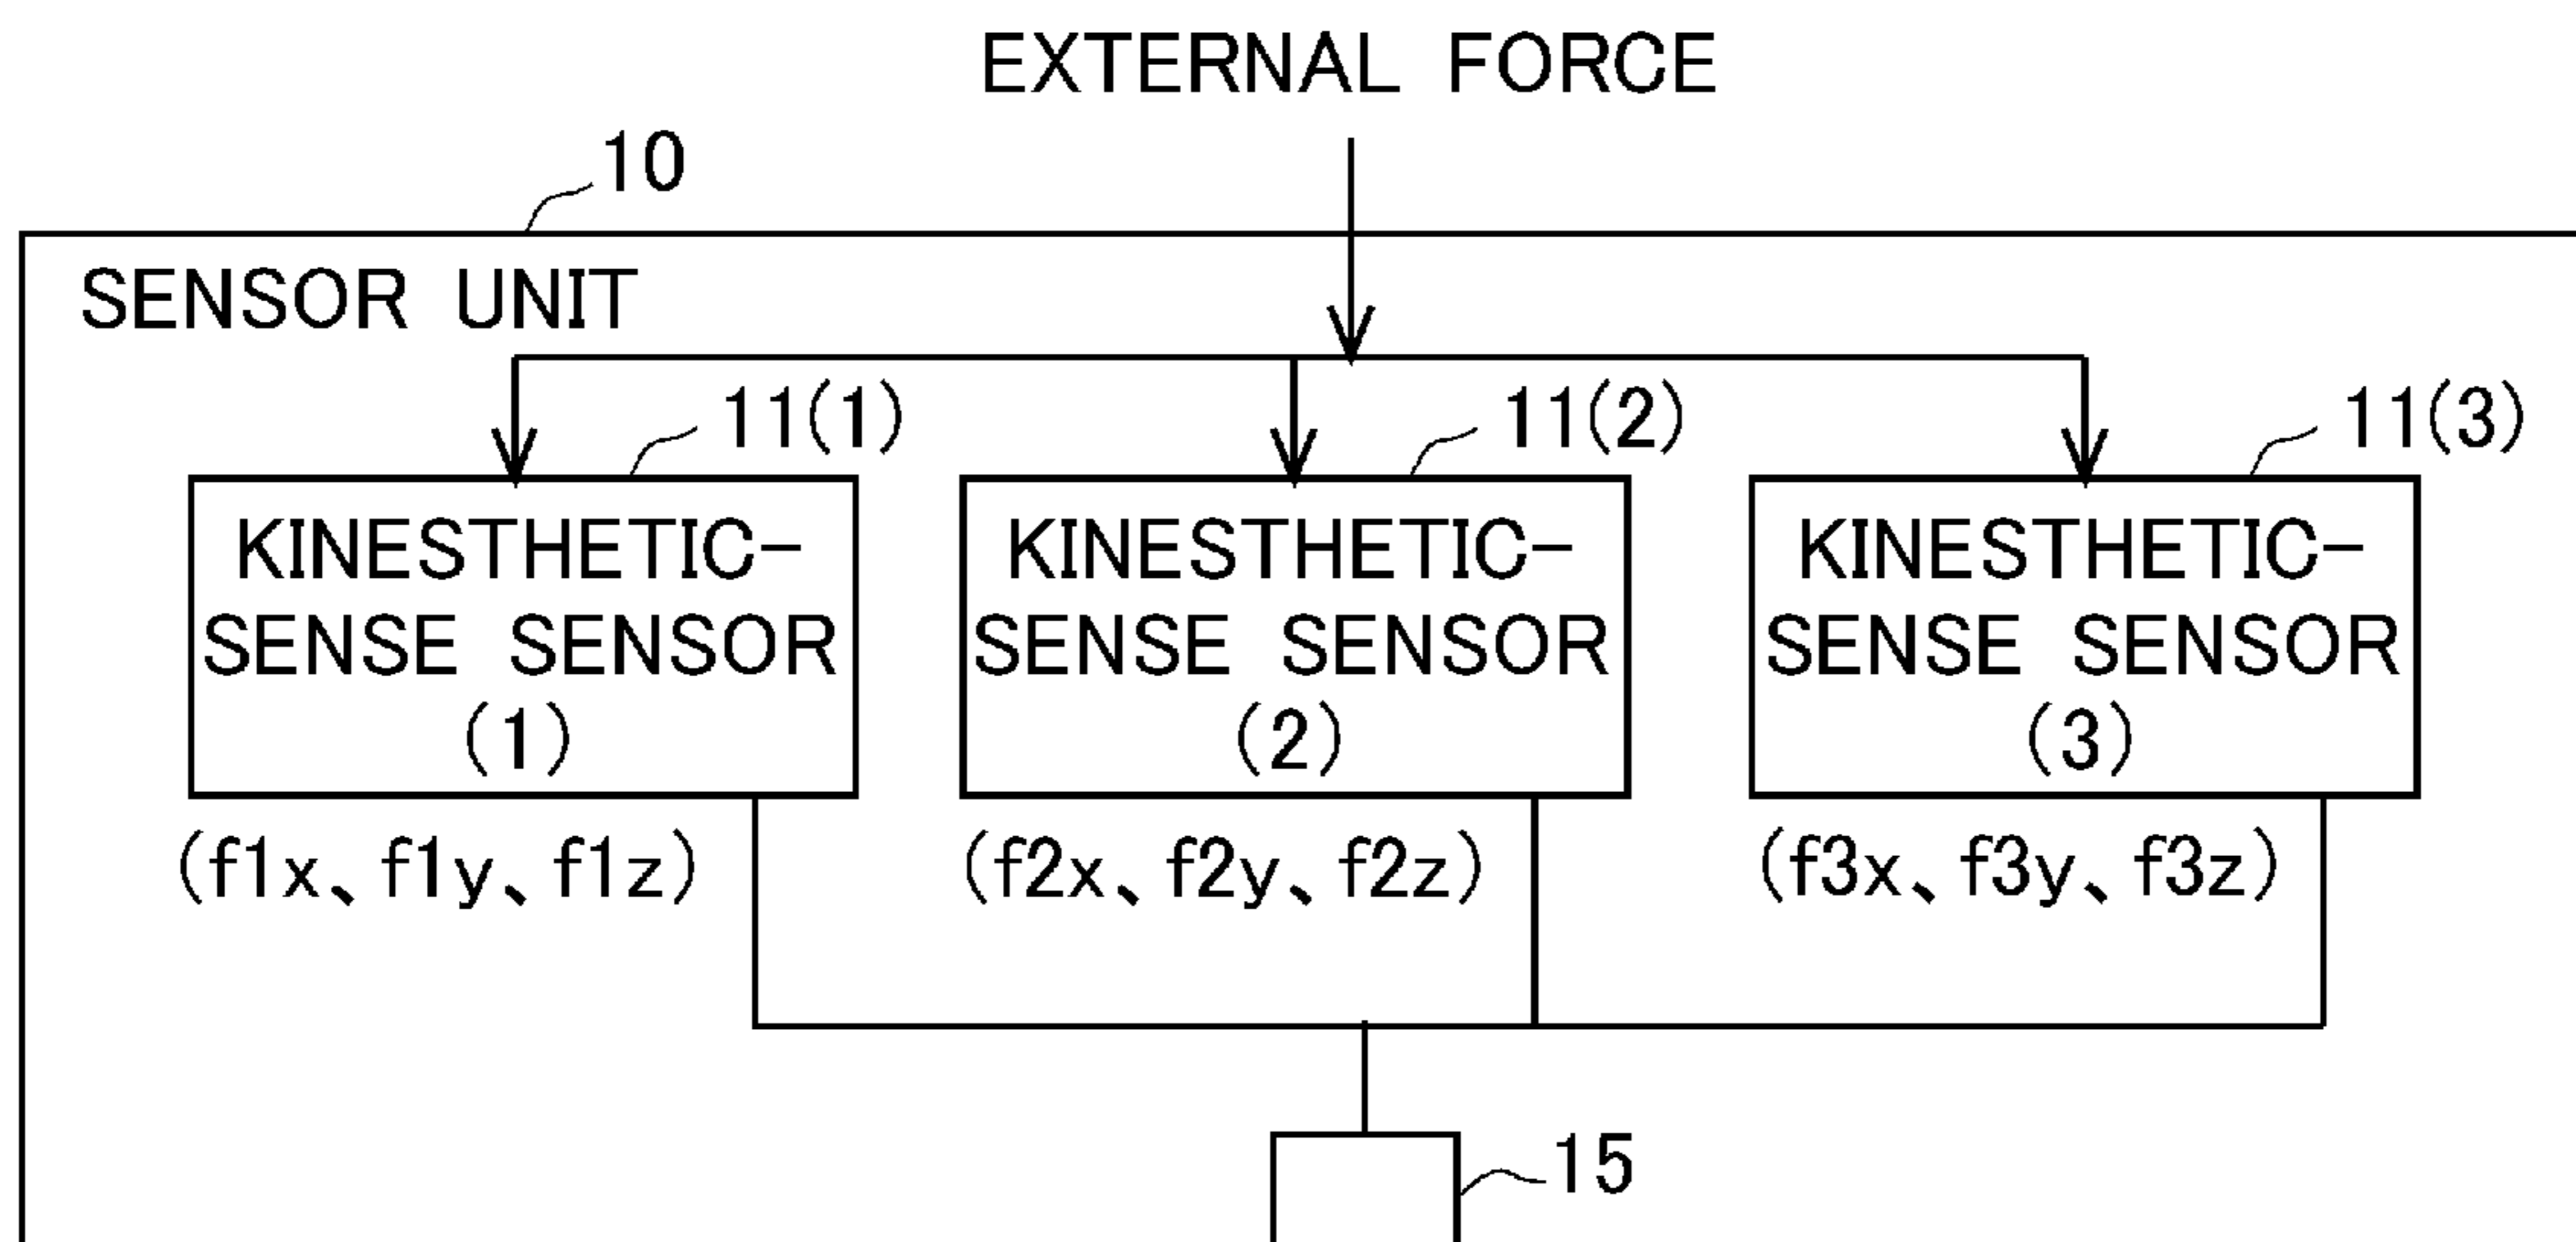 EXTERNAL FORCE
10
SENSOR UNIT
11(1)
11(2)
11(3)
KINESTHETIC-
SENSE SENSOR
(1)
KINESTHETIC-
SENSE SENSOR
(2)
KINESTHETIC-
SENSE SENSOR
(3)
(f1x、f1y、f1z)
(f2x、f2y、f2z)
(f3x、f3y、f3z)
15